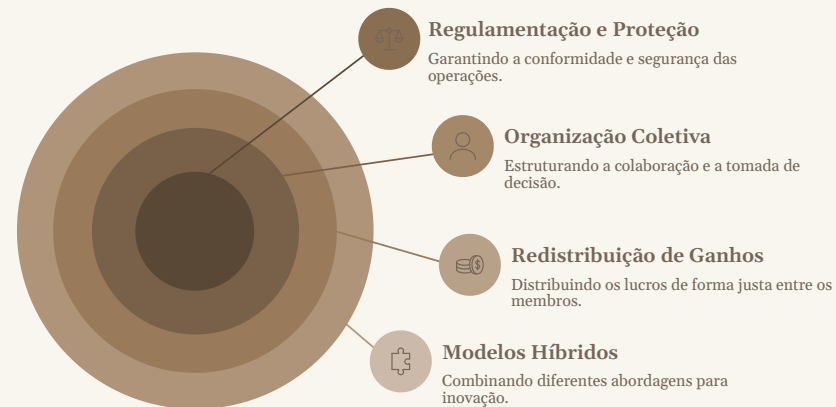 Regulamentação e Proteção
Garantindo a conformidade e segurança das
operações.
Organização Coletiva
Estruturando a colaboração e a tomada de
decisão.
Redistribuição de Ganhos
Distribuindo os lucros de forma justa entre os
membros.
Modelos Híbridos
Combinando diferentes abordagens para
inovação.